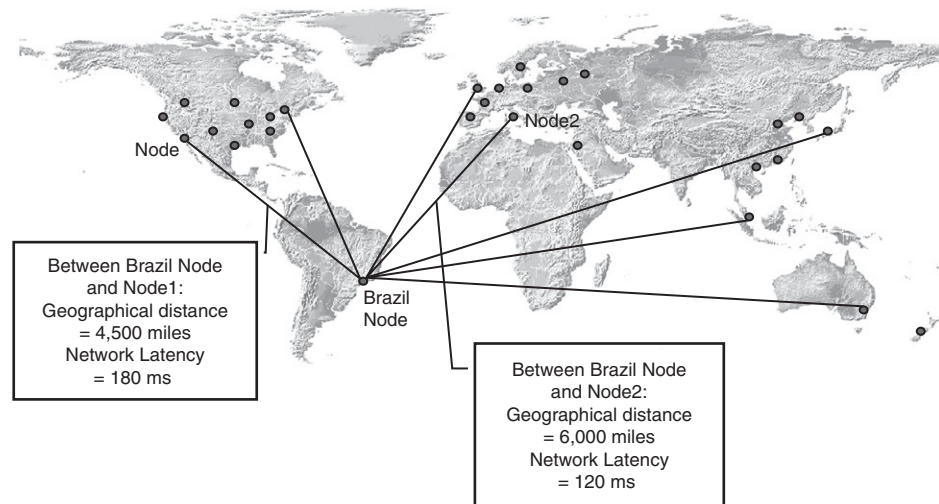 Node
Node2
Brazil
Node
Between Brazil Node
and Node1:
Geographical distance
= 4,500 miles
Network Latency
= 180 ms
Between Brazil Node
and Node2:
Geographical distance
= 6,000 miles
Network Latency
= 120 ms